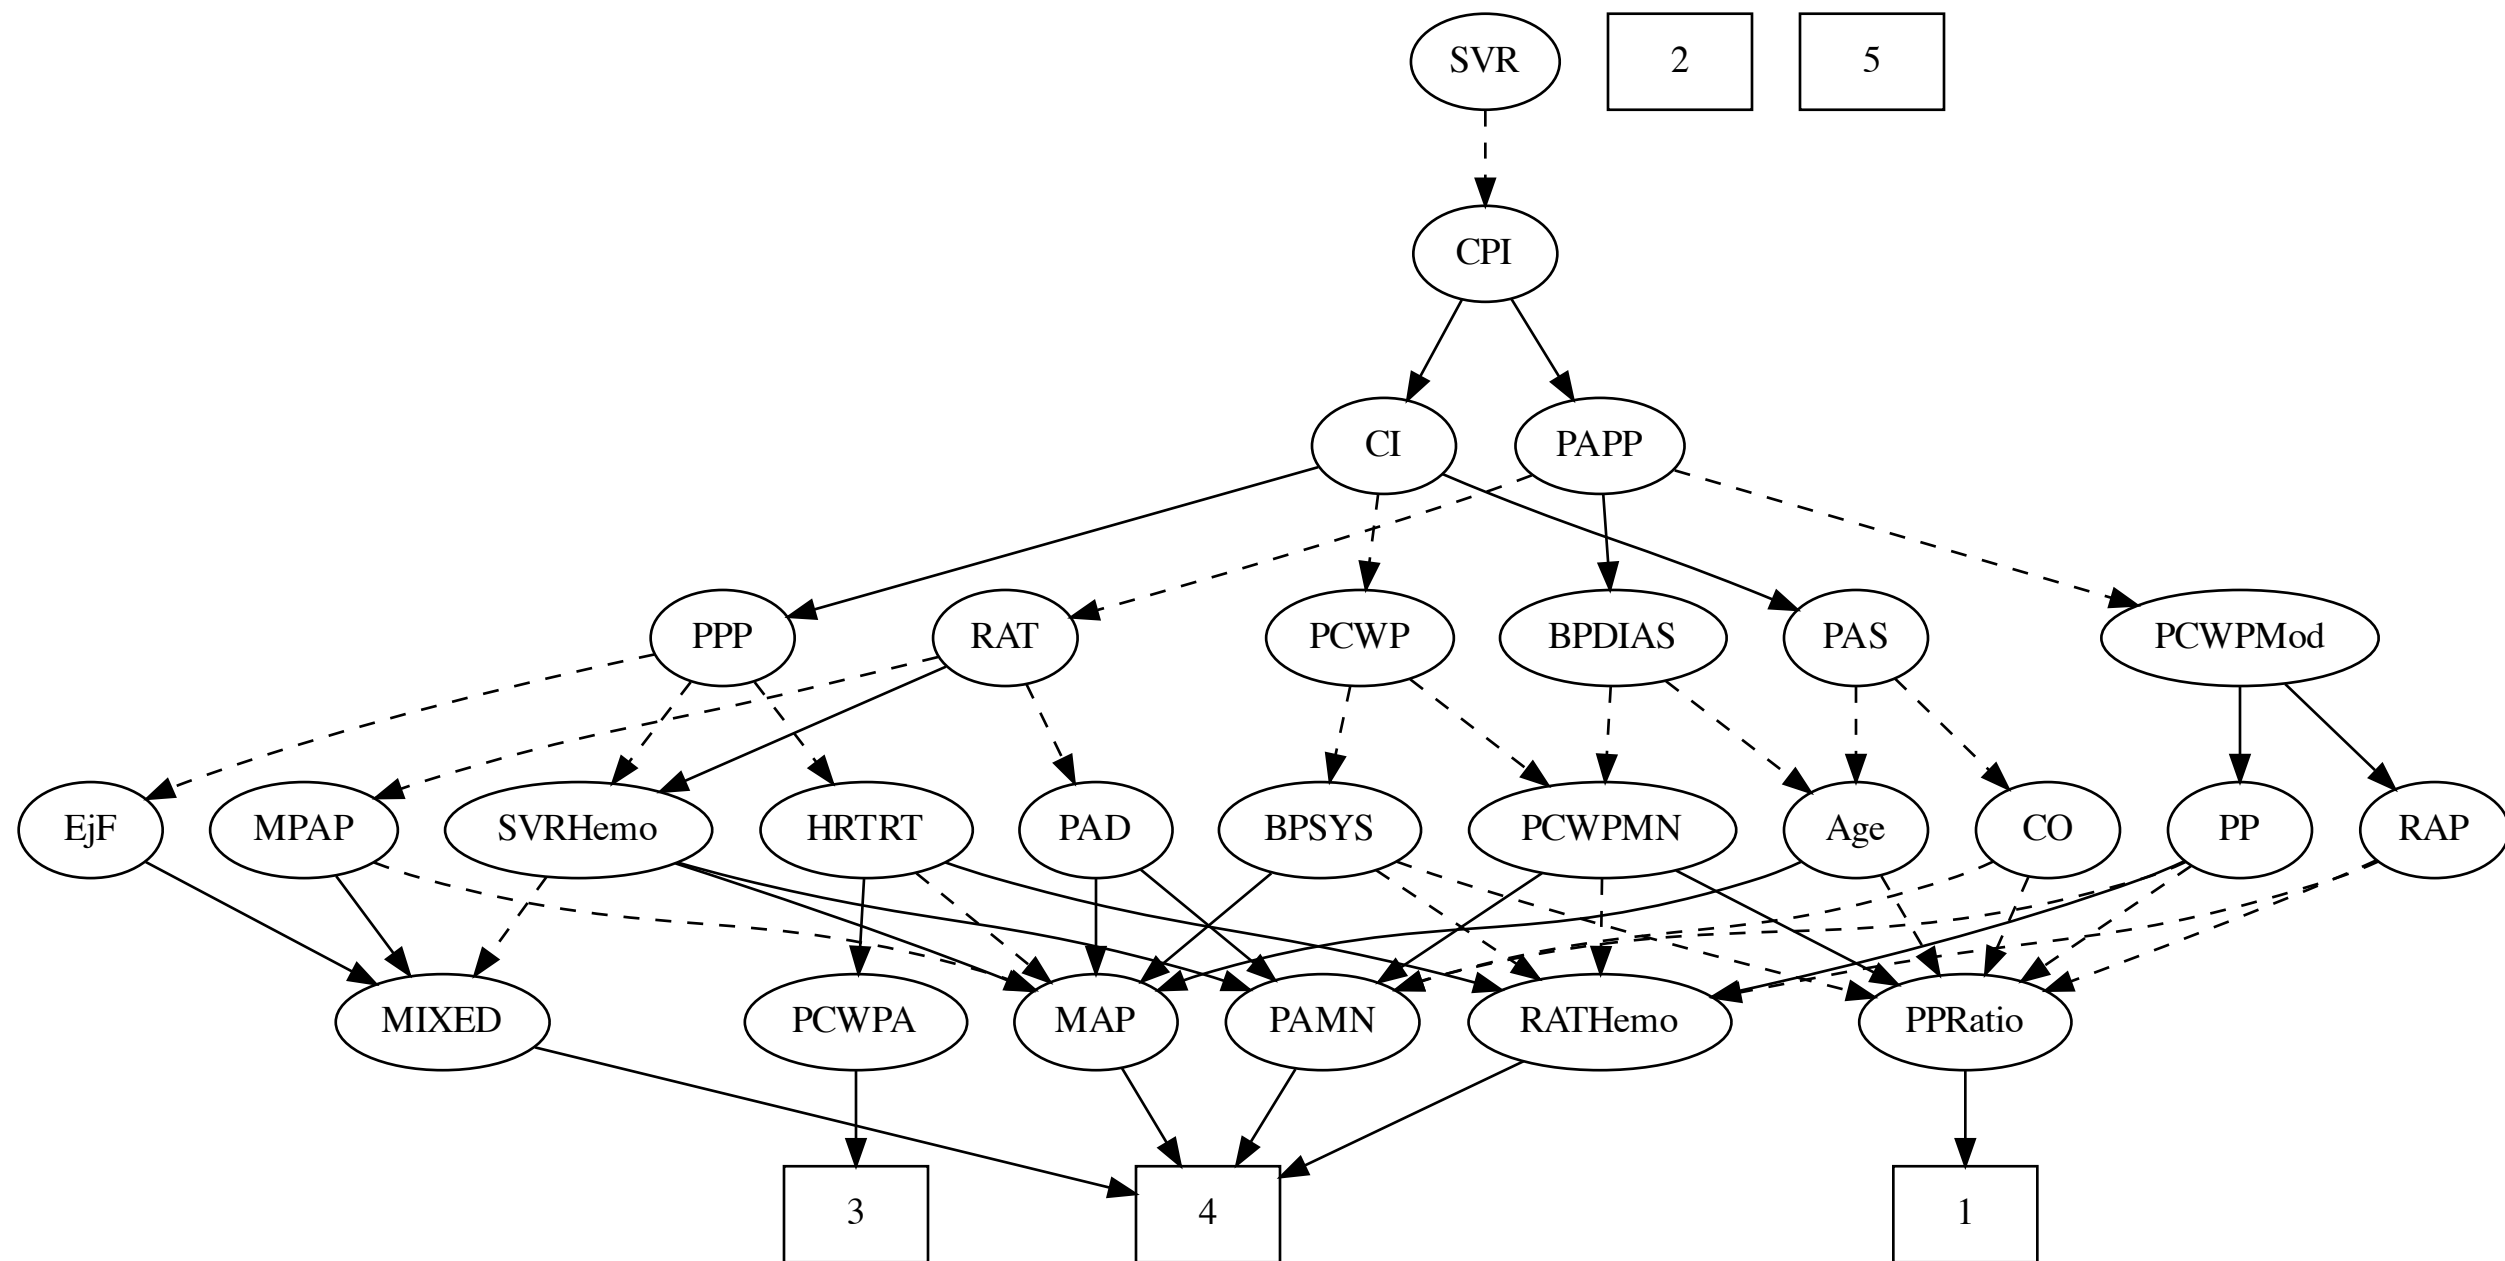 SVR
2
5
CPI
CI
PAPP
PPP
RAT
PCWP
BPDIAS
PAS
PCWPMod
EjF
MPAP
SVRHemo
HRTRT
PAD
BPSYS
PCWPMN
Age
CO
PP
RAP
MIXED
PCWPA
MAP
PAMN
RATHemo
PPRatio
3
4
1